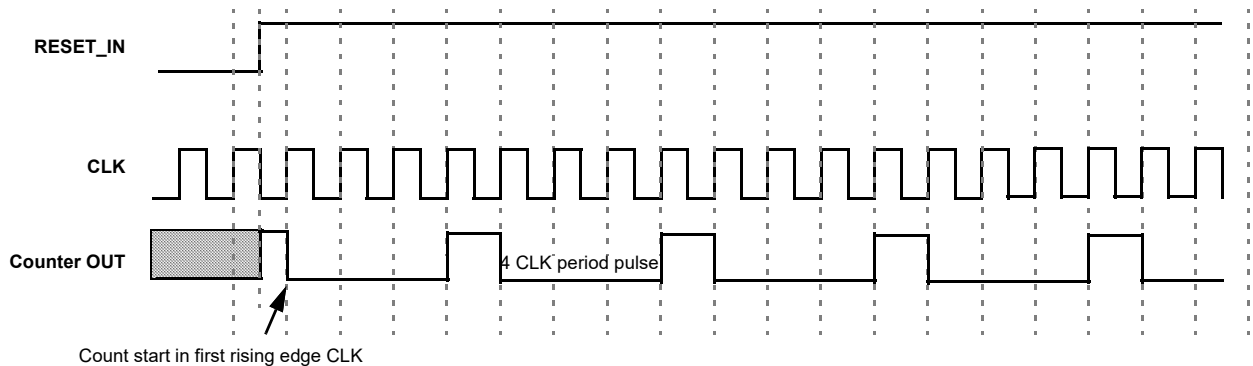 RESET_IN
CLK
Counter OUT
4 CLK period pulse
Count start in first rising edge CLK